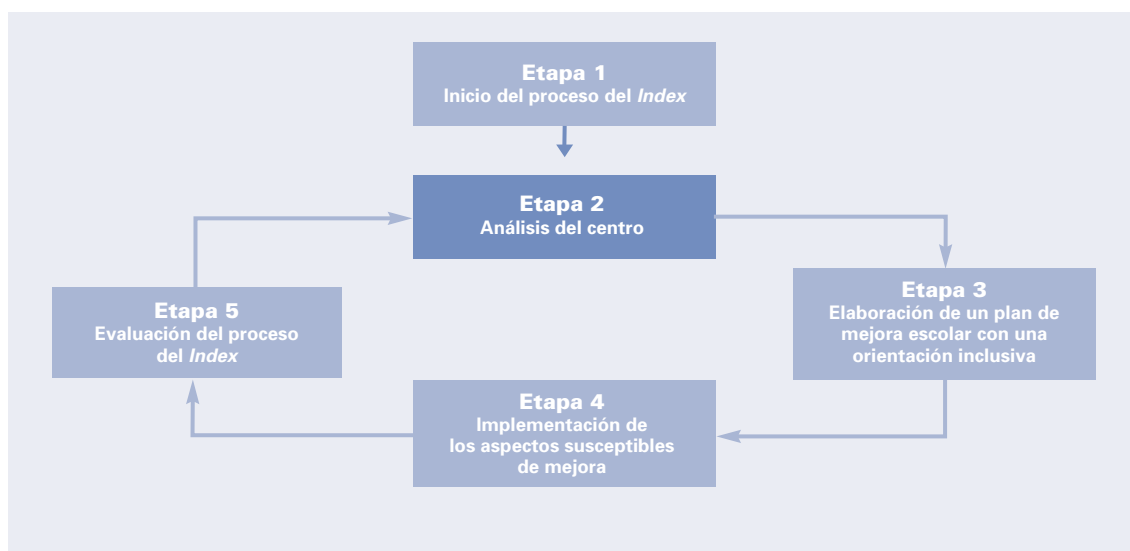 Etapa 1
Inicio del proceso del Index
Etapa 2
Análisis del centro
Etapa 3
Elaboración de un plan de
mejora escolar con una
orientación inclusiva
Etapa 4
Implementación de
los aspectos susceptibles
de mejora
Etapa 5
Evaluación del proceso
del Index